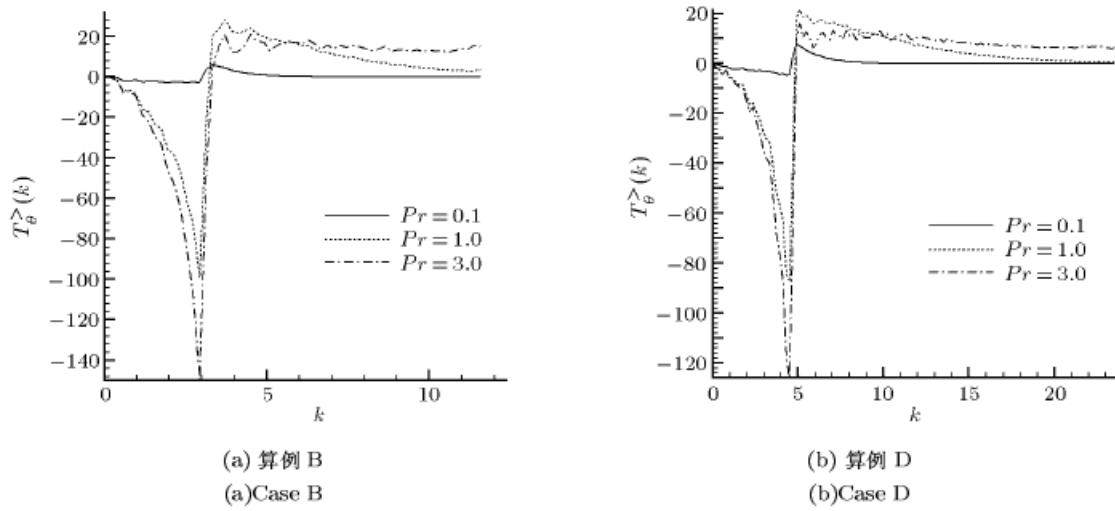 20
0
−20
−40
−60
−80
−100
−120
−140
T_θ^>(k)
Pr = 0.1
Pr = 1.0
Pr = 3.0
0 5 10
k
(a) 算例 B
(a)Case B
20
0
−20
−40
−60
−80
−100
−120
T_θ^>(k)
Pr = 0.1
Pr = 1.0
Pr = 3.0
0 5 10 15 20
k
(b) 算例 D
(b)Case D